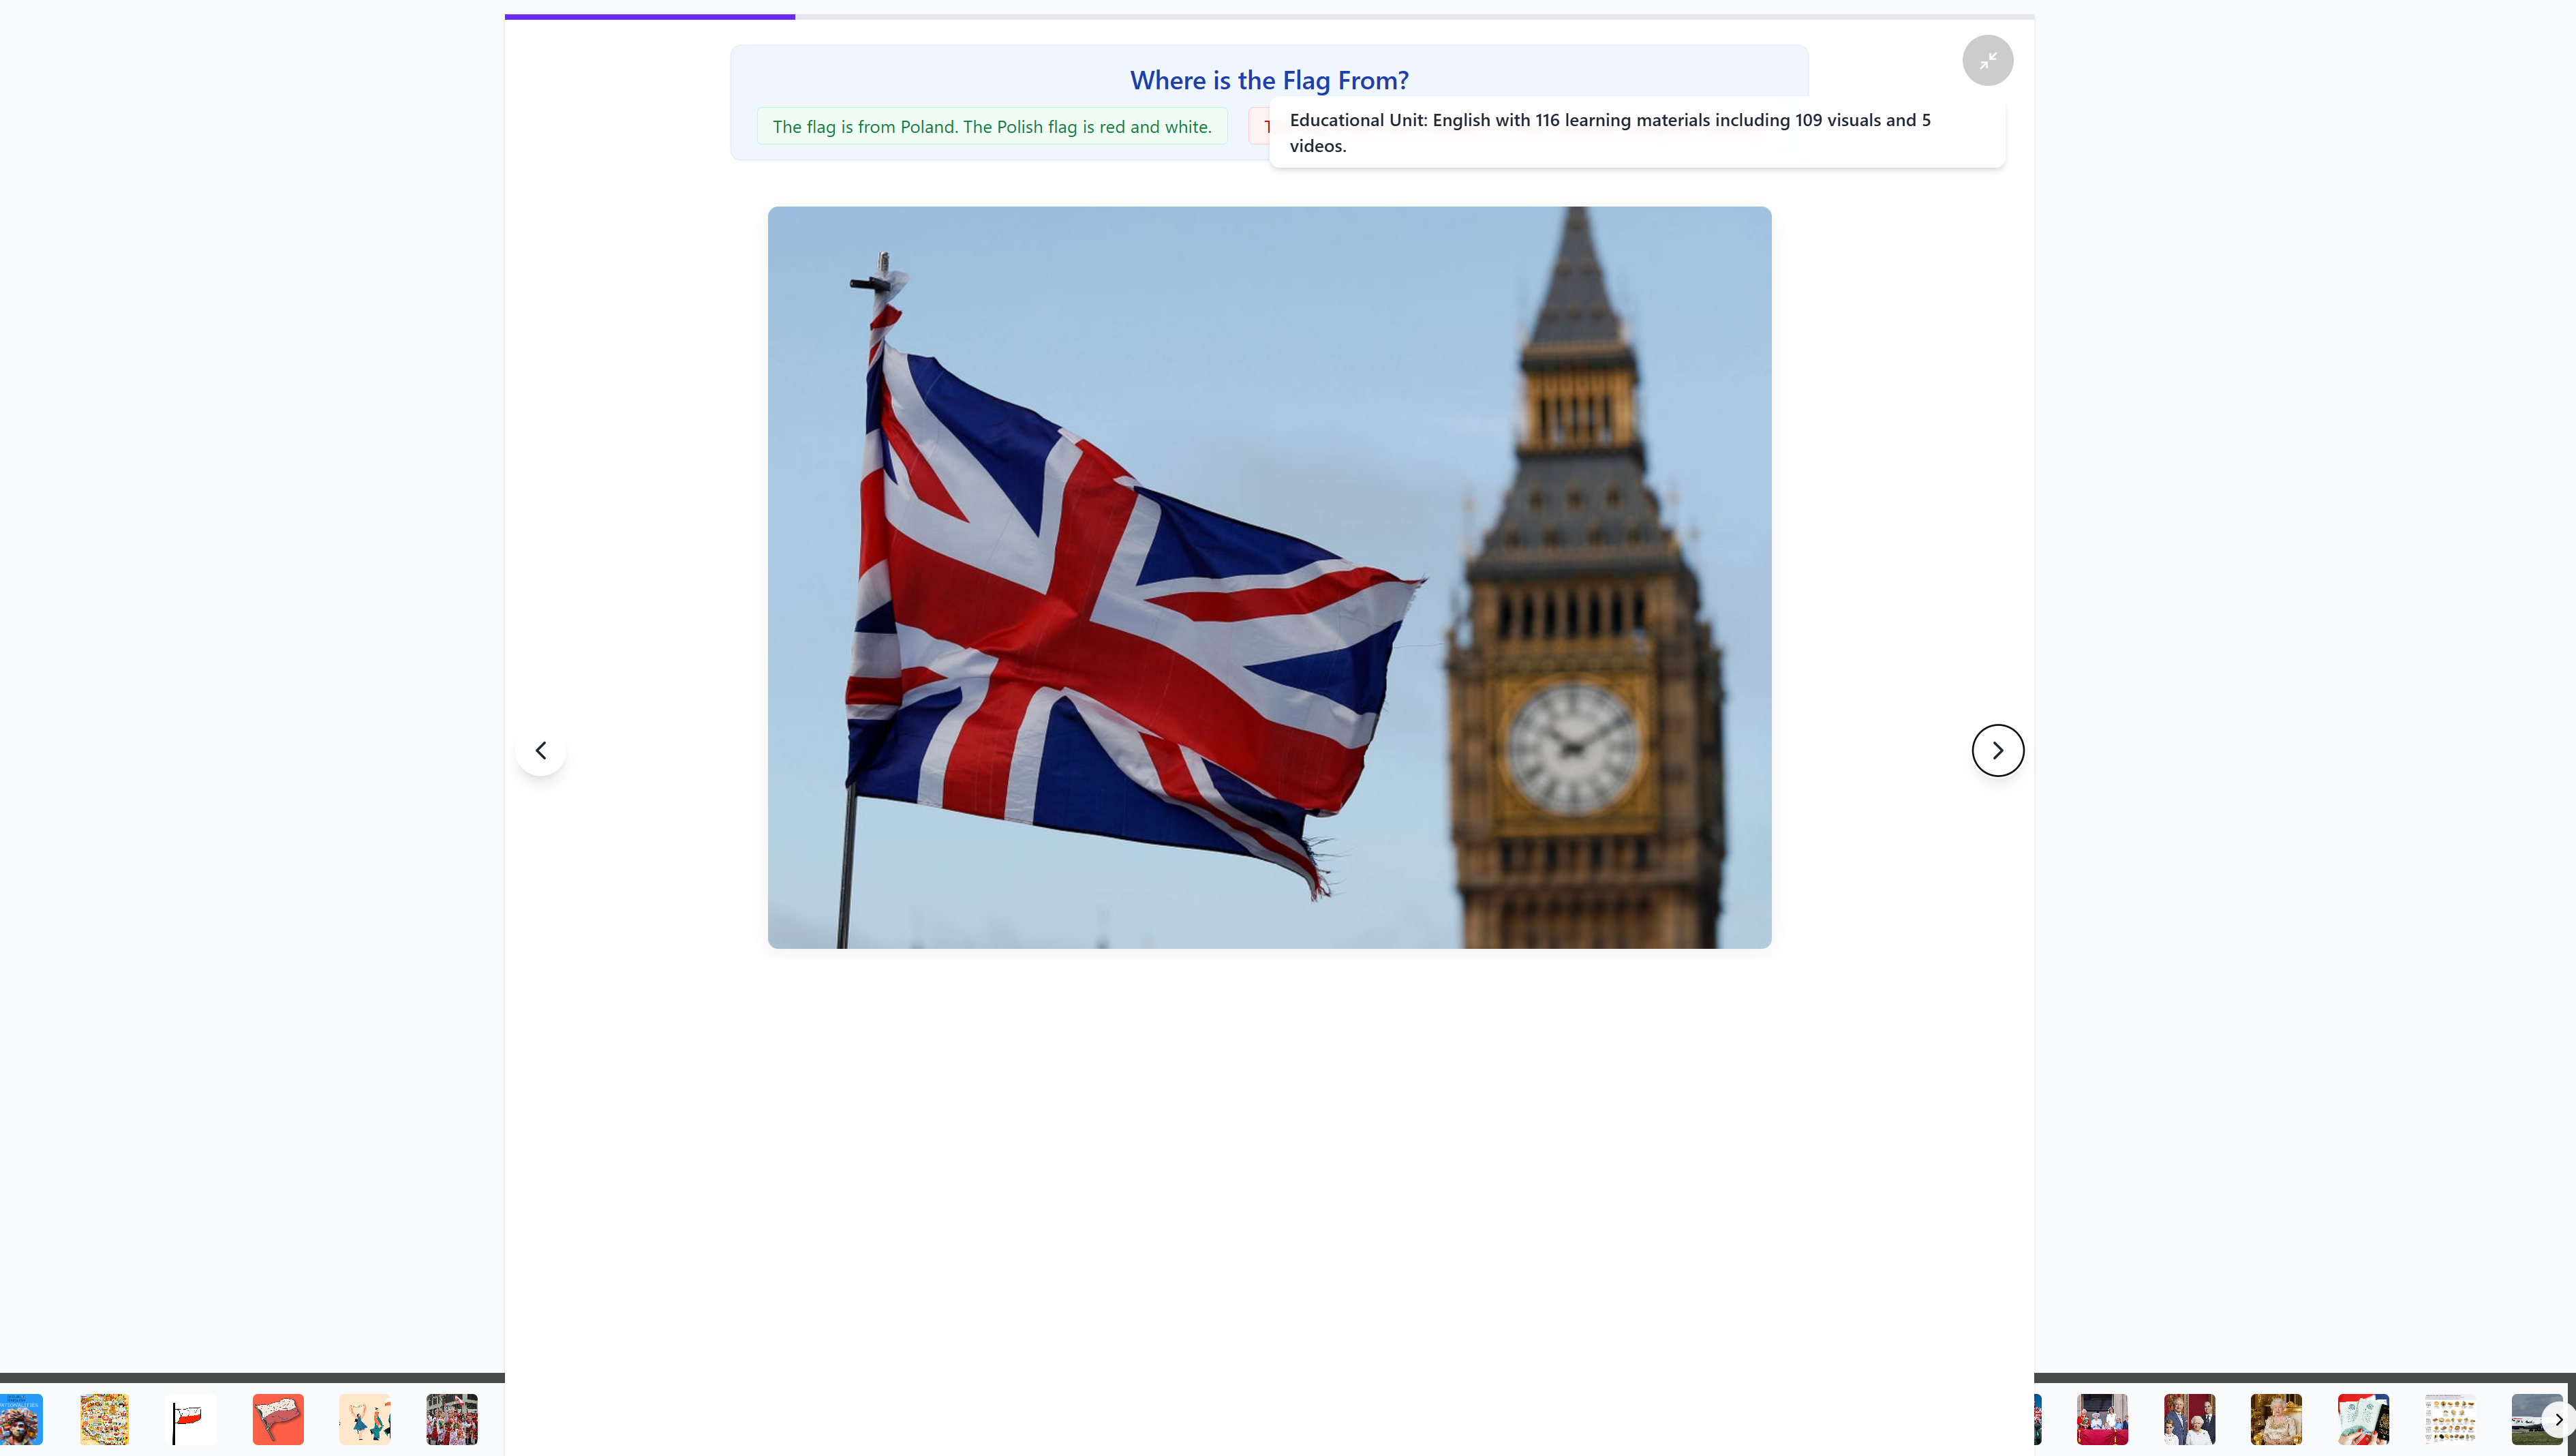 Where is the Flag From?
The flag is from Poland. The Polish flag is red and white.
Educational Unit: English with 116 learning materials including 109 visuals and 5
videos.